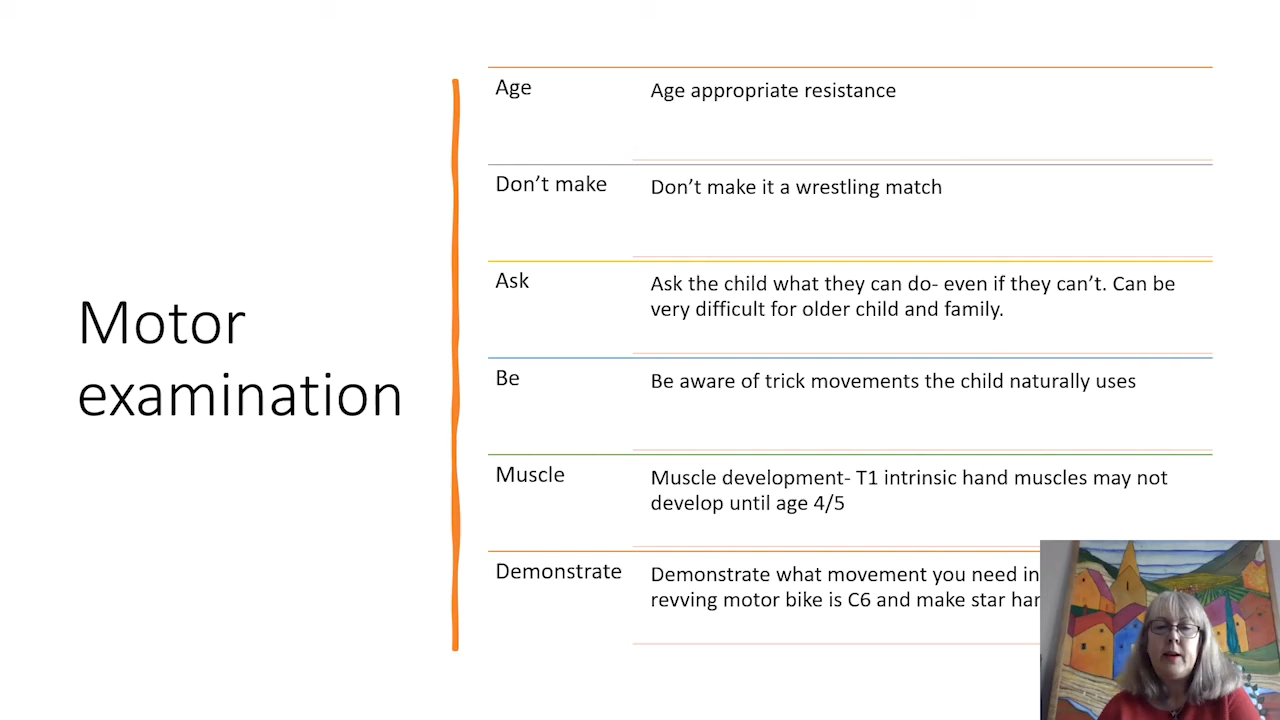 Motor
examination
Age
Age appropriate resistance
Don’t make
Don’t make it a wrestling match
Ask
Ask the child what they can do- even if they can’t. Can be
very difficult for older child and family.
Be
Be aware of trick movements the child naturally uses
Muscle
Muscle development- T1 intrinsic hand muscles may not
develop until age 4/5
Demonstrate
Demonstrate what movement you need in
revving motor bike is C6 and make star